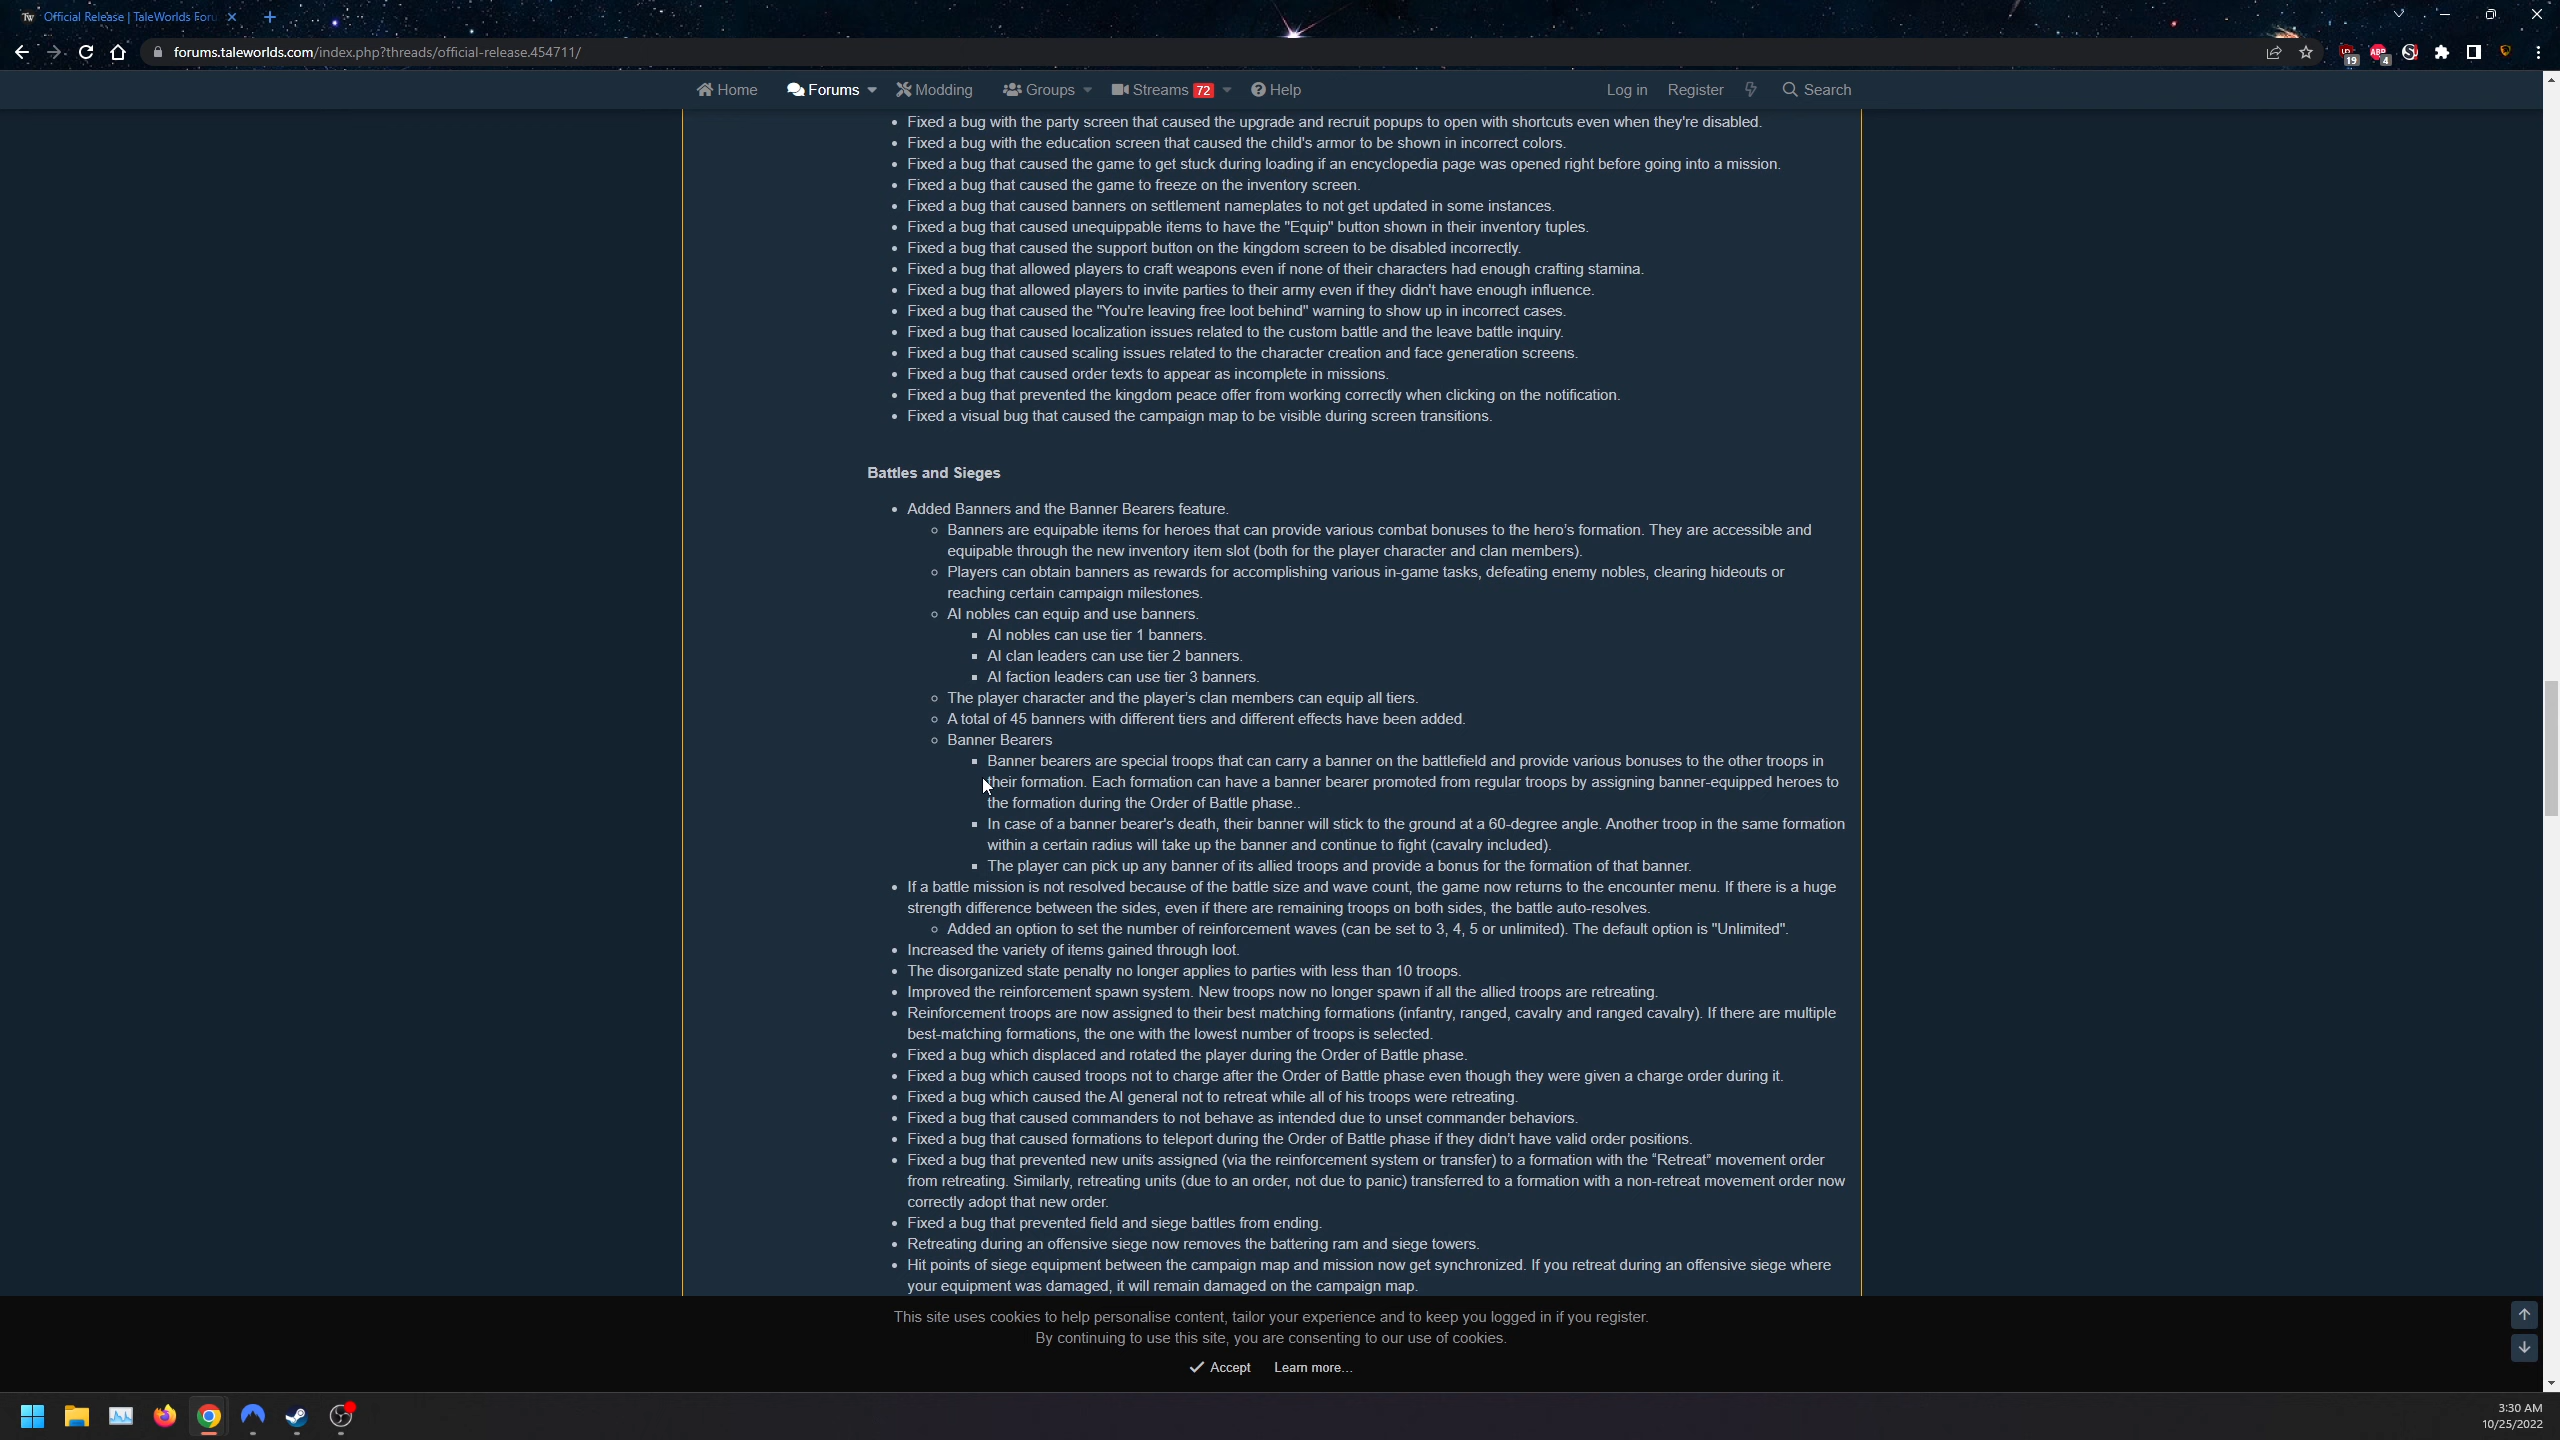 Official Release | TaleWorlds Foru
forums.taleworlds.com/index.php?threads/official-release.454711/
19
ABP
4
Home
Forums
Modding
Groups
Streams 72
Help
Log in
Register
Search
Fixed a bug with the party screen that caused the upgrade and recruit popups to open with shortcuts even when they're disabled.
Fixed a bug with the education screen that caused the child's armor to be shown in incorrect colors.
Fixed a bug that caused the game to get stuck during loading if an encyclopedia page was opened right before going into a mission.
Fixed a bug that caused the game to freeze on the inventory screen.
Fixed a bug that caused banners on settlement nameplates to not get updated in some instances.
Fixed a bug that caused unequippable items to have the "Equip" button shown in their inventory tuples.
Fixed a bug that caused the support button on the kingdom screen to be disabled incorrectly.
Fixed a bug that allowed players to craft weapons even if none of their characters had enough crafting stamina.
Fixed a bug that allowed players to invite parties to their army even if they didn't have enough influence.
Fixed a bug that caused the "You're leaving free loot behind" warning to show up in incorrect cases.
Fixed a bug that caused localization issues related to the custom battle and the leave battle inquiry.
Fixed a bug that caused scaling issues related to the character creation and face generation screens.
Fixed a bug that caused order texts to appear as incomplete in missions.
Fixed a bug that prevented the kingdom peace offer from working correctly when clicking on the notification.
Fixed a visual bug that caused the campaign map to be visible during screen transitions.
Battles and Sieges
Added Banners and the Banner Bearers feature.
Banners are equipable items for heroes that can provide various combat bonuses to the hero's formation. They are accessible and
equipable through the new inventory item slot (both for the player character and clan members).
Players can obtain banners as rewards for accomplishing various in-game tasks, defeating enemy nobles, clearing hideouts or
reaching certain campaign milestones.
AI nobles can equip and use banners.
AI nobles can use tier 1 banners.
AI clan leaders can use tier 2 banners.
AI faction leaders can use tier 3 banners.
The player character and the player's clan members can equip all tiers.
A total of 45 banners with different tiers and different effects have been added.
Banner Bearers
Banner bearers are special troops that can carry a banner on the battlefield and provide various bonuses to the other troops in
their formation. Each formation can have a banner bearer promoted from regular troops by assigning banner-equipped heroes to
the formation during the Order of Battle phase..
In case of a banner bearer's death, their banner will stick to the ground at a 60-degree angle. Another troop in the same formation
within a certain radius will take up the banner and continue to fight (cavalry included).
The player can pick up any banner of its allied troops and provide a bonus for the formation of that banner.
If a battle mission is not resolved because of the battle size and wave count, the game now returns to the encounter menu. If there is a huge
strength difference between the sides, even if there are remaining troops on both sides, the battle auto-resolves.
Added an option to set the number of reinforcement waves (can be set to 3, 4, 5 or unlimited). The default option is "Unlimited".
Increased the variety of items gained through loot.
The disorganized state penalty no longer applies to parties with less than 10 troops.
Improved the reinforcement spawn system. New troops now no longer spawn if all the allied troops are retreating.
Reinforcement troops are now assigned to their best matching formations (infantry, ranged, cavalry and ranged cavalry). If there are multiple
best-matching formations, the one with the lowest number of troops is selected.
Fixed a bug which displaced and rotated the player during the Order of Battle phase.
Fixed a bug which caused troops not to charge after the Order of Battle phase even though they were given a charge order during it.
Fixed a bug which caused the AI general not to retreat while all of his troops were retreating.
Fixed a bug that caused commanders to not behave as intended due to unset commander behaviors.
Fixed a bug that caused formations to teleport during the Order of Battle phase if they didn't have valid order positions.
Fixed a bug that prevented new units assigned (via the reinforcement system or transfer) to a formation with the “Retreat” movement order
from retreating. Similarly, retreating units (due to an order, not due to panic) transferred to a formation with a non-retreat movement order now
correctly adopt that new order.
Fixed a bug that prevented field and siege battles from ending.
Retreating during an offensive siege now removes the battering ram and siege towers.
Hit points of siege equipment between the campaign map and mission now get synchronized. If you retreat during an offensive siege where
your equipment was damaged, it will remain damaged on the campaign map.
This site uses cookies to help personalise content, tailor your experience and to keep you logged in if you register.
By continuing to use this site, you are consenting to our use of cookies.
Accept
Learn more…
3:30 AM
10/25/2022